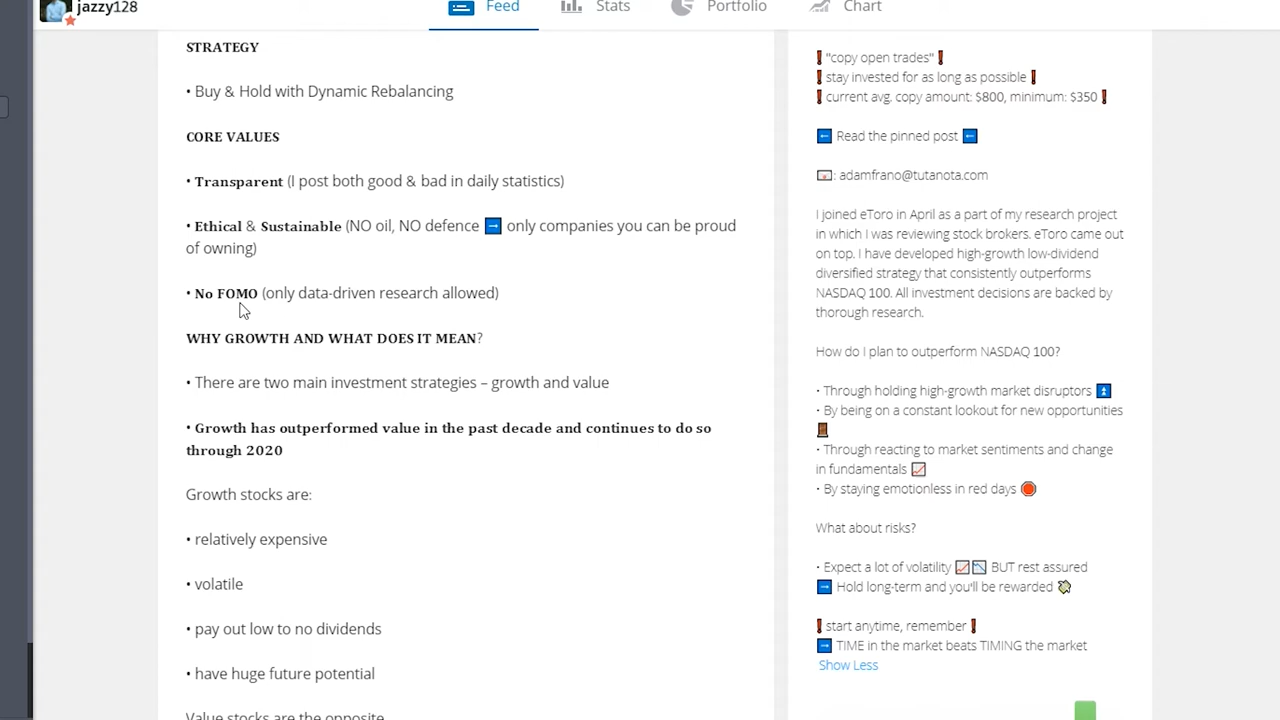 jazzy128
Feed
Stats
Portfolio
Chart
STRATEGY
• Buy & Hold with Dynamic Rebalancing
CORE VALUES
• Transparent (I post both good & bad in daily statistics)
• Ethical & Sustainable (NO oil, NO defence ➡ only companies you can be proud
of owning)
• No FOMO (only data-driven research allowed)
WHY GROWTH AND WHAT DOES IT MEAN?
• There are two main investment strategies – growth and value
• Growth has outperformed value in the past decade and continues to do so
through 2020
Growth stocks are:
• relatively expensive
• volatile
• pay out low to no dividends
• have huge future potential
Value stocks are the opposite
❗"copy open trades"❗
❗stay invested for as long as possible❗
❗current avg. copy amount: $800, minimum: $350❗
⬅ Read the pinned post ⬅
📧: adamfrano@tutanota.com
I joined eToro in April as a part of my research project
in which I was reviewing stock brokers. eToro came out
on top. I have developed high-growth low-dividend
diversified strategy that consistently outperforms
NASDAQ 100. All investment decisions are backed by
thorough research.
How do I plan to outperform NASDAQ 100?
· Through holding high-growth market disruptors ⏫
· By being on a constant lookout for new opportunities
🚪
· Through reacting to market sentiments and change
in fundamentals 📈
· By staying emotionless in red days 🛑
What about risks?
· Expect a lot of volatility 📈📉 BUT rest assured
➡ Hold long-term and you'll be rewarded 💸
❗start anytime, remember❗
➡ TIME in the market beats TIMING the market
Show Less